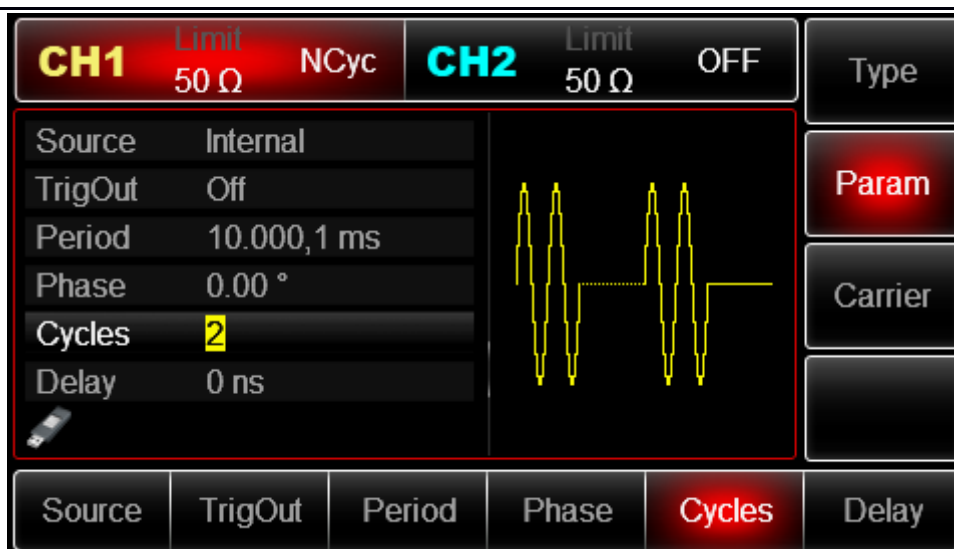 CH1 Limit 50 Ω NCyc CH2 Limit 50 Ω OFF Type
Source Internal
TrigOut Off
Param
Period 10.000,1 ms
Phase 0.00 °
Carrier
Cycles 2
Delay 0 ns
Source TrigOut Period Phase Cycles Delay